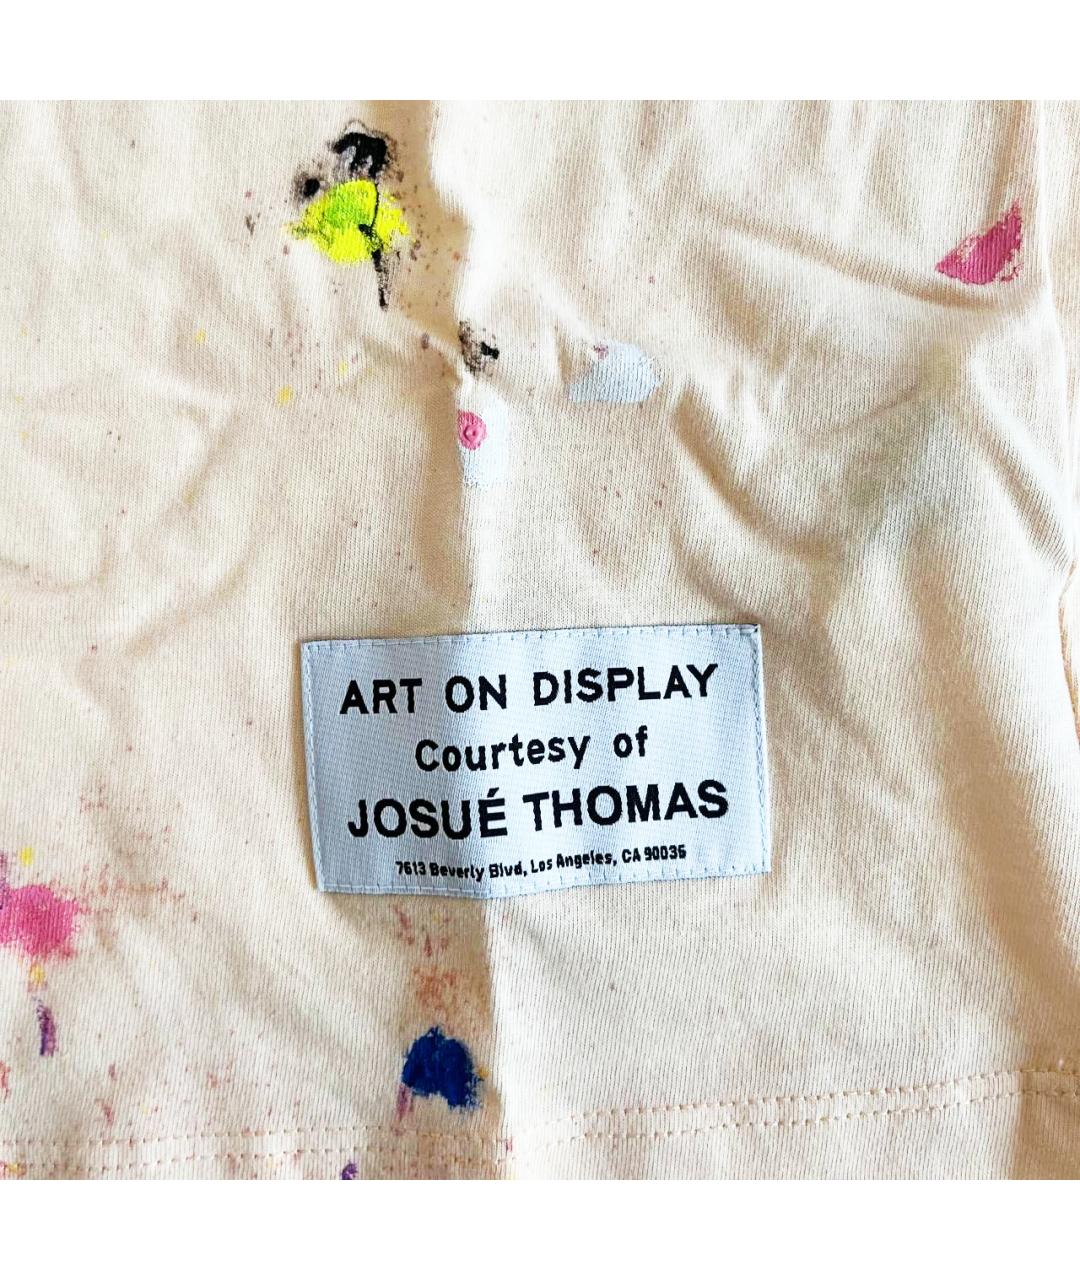 ART ON DISPLAY
Courtesy of
JOSUÉ THOMAS
7613 Beverly Blvd, Los Angeles, CA 90036